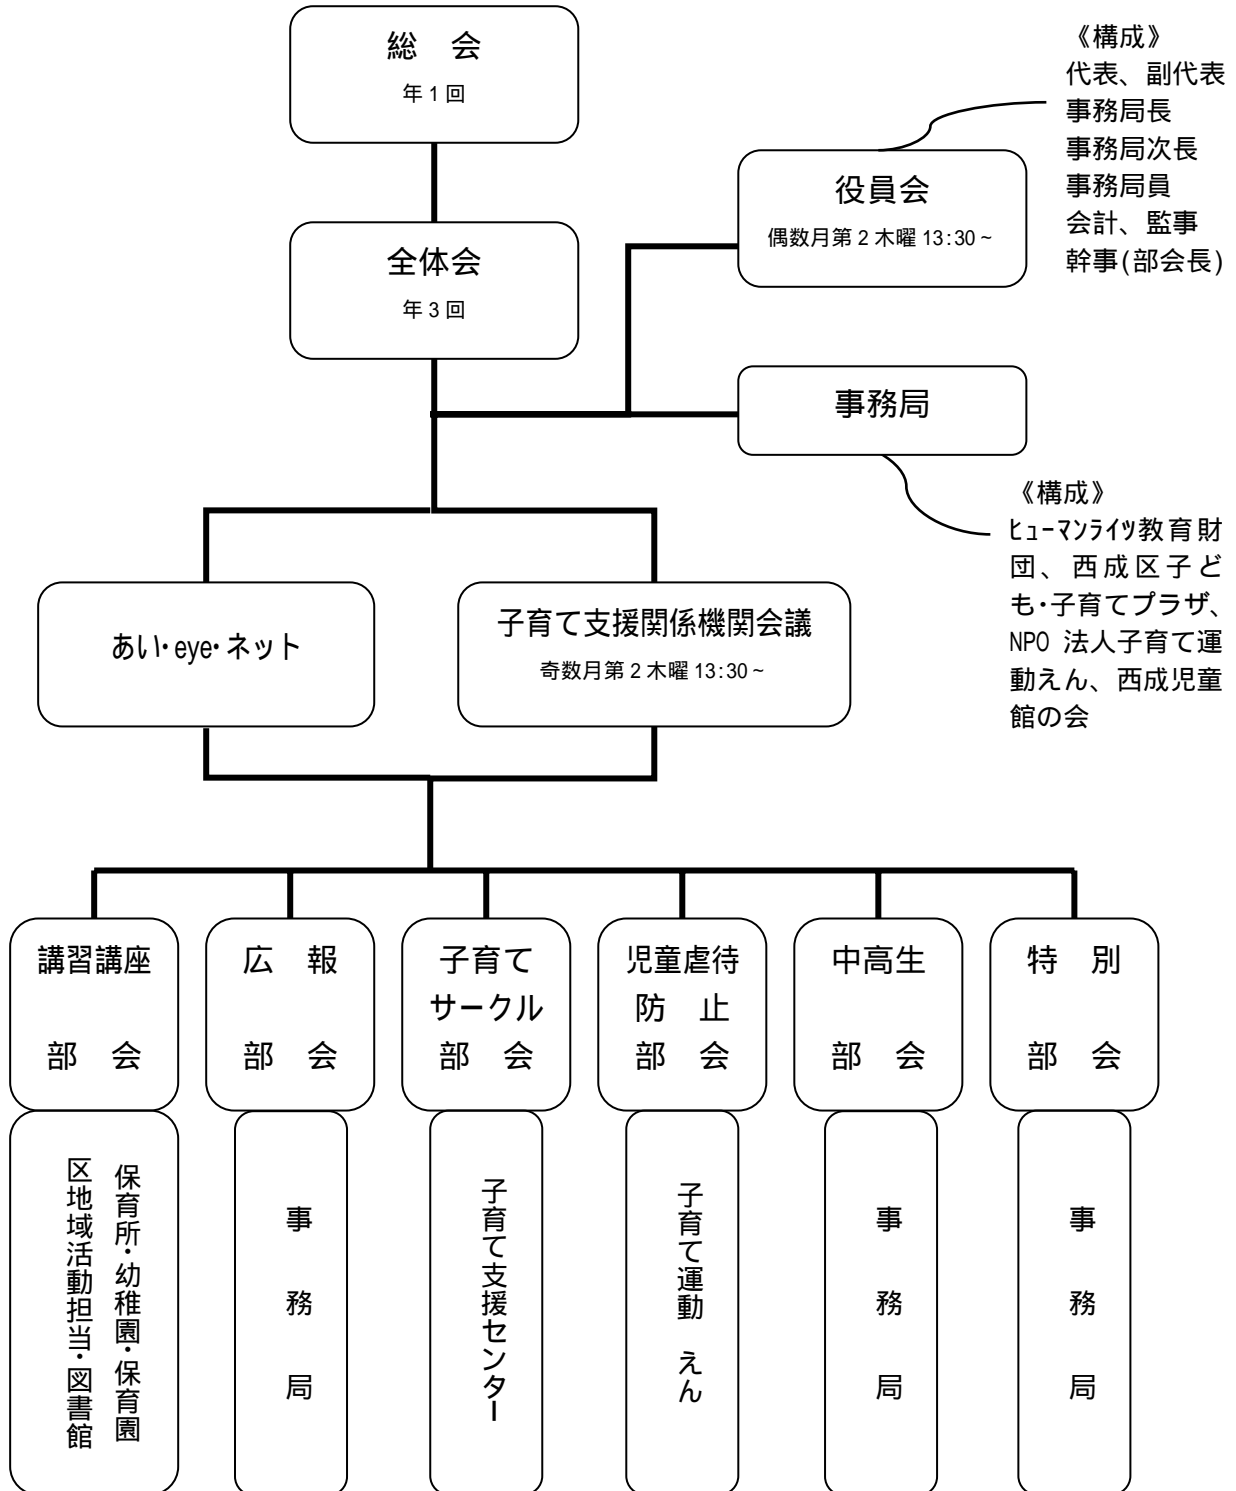 総　会
年1回
《構成》
代表、副代表
事務局長
事務局次長
事務局員
会計、監事
幹事(部会長)
役員会
偶数月第2木曜13:30~
全体会
年3回
事務局
《構成》
ﾋｭｰﾏﾝﾗｲﾂ教育財
団、西成区子ど
も・子育てプラザ、
NPO 法人子育て運
動えん、西成児童
館の会
あい・eye・ネット
子育て支援関係機関会議
奇数月第2木曜13:30~
講習講座
部　会
広　報
部　会
子育て
サークル
部　会
児童虐待
防　止
部　会
中高生
部　会
特　別
部　会
保育所・幼稚園・保育園
区地域活動担当・図書館
事務局
子育て支援センター
子育て運動　えん
事務局
事務局